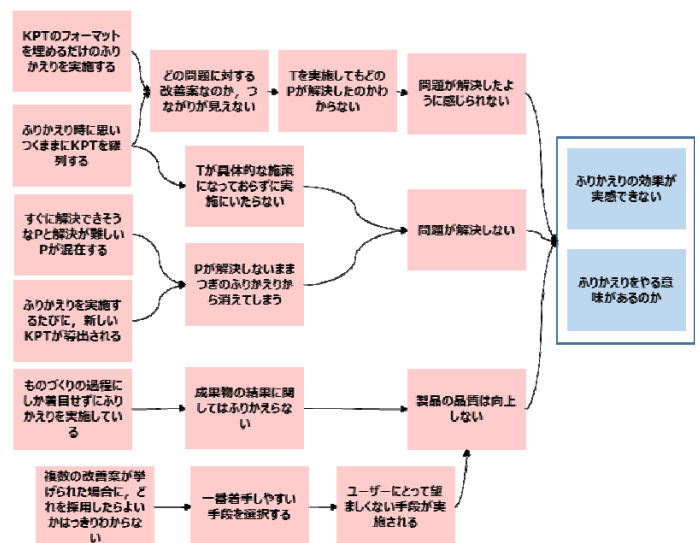 KPTのフォーマット
を埋めるだけのふり
かえりを実施する
どの問題に対する
改善案なのか，つ
ながりが見えない
Tを実施してもどの
Pが解決したのかわ
からない
問題が解決したよ
うに感じられない
ふりかえり時に思い
つくままにKPTを羅
列する
Tが具体的な施策
になっておらずに実
施にいたらない
ふりかえりの効果が
実感できない
すぐに解決できそう
なPと解決が難しい
Pが混在する
問題が解決しない
Pが解決しないまま
つぎのふりかえりか
ら消えてしまう
ふりかえりをやる意
味があるのか
ふりかえりを実施す
るたびに，新しい
KPTが導出される
ものづくりの過程に
しか着目せずにふり
かえりを実施してい
る
成果物の結果に関
してはふりかえらな
い
製品の品質は向上
しない
複数の改善案が挙
げられた場合に，ど
れを採用したらよい
かはっきりわからな
い
一番着手しやすい
手段を選択する
ユーザーにとって望
ましくない手段が実
施される